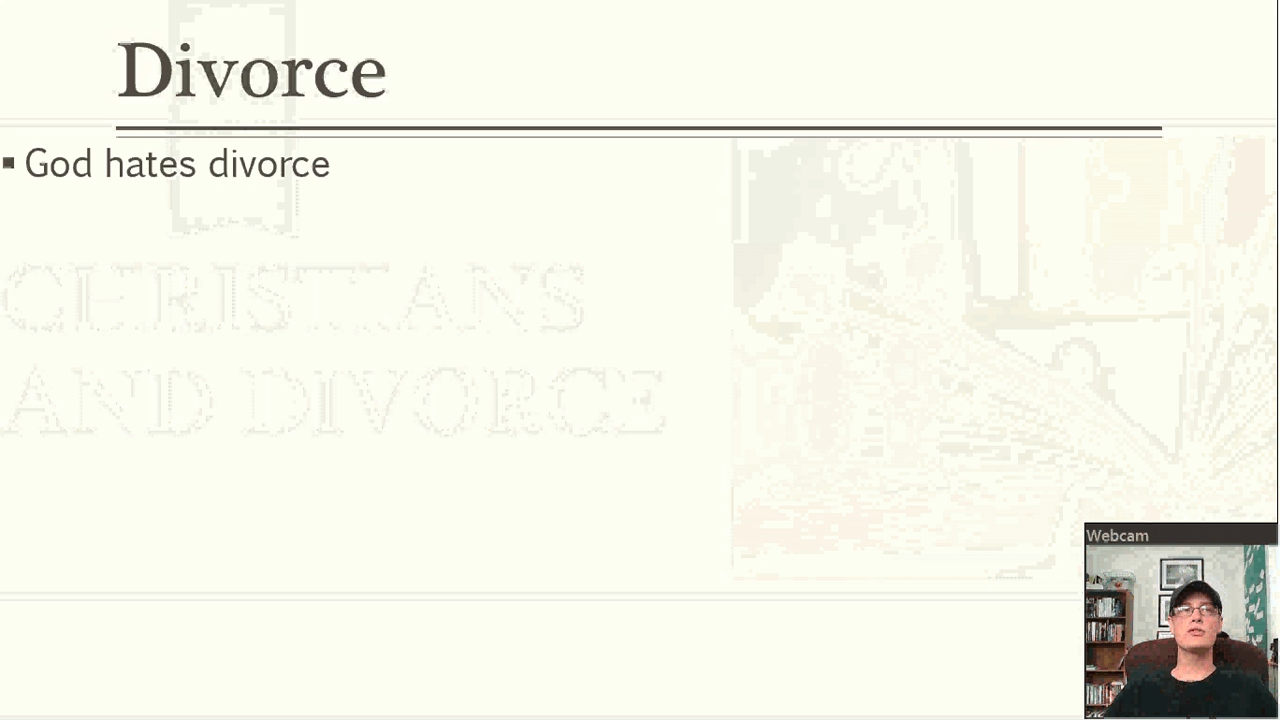 Divorce
▪ God hates divorce
CHRISTIANS
AND DIVORCE
Webcam